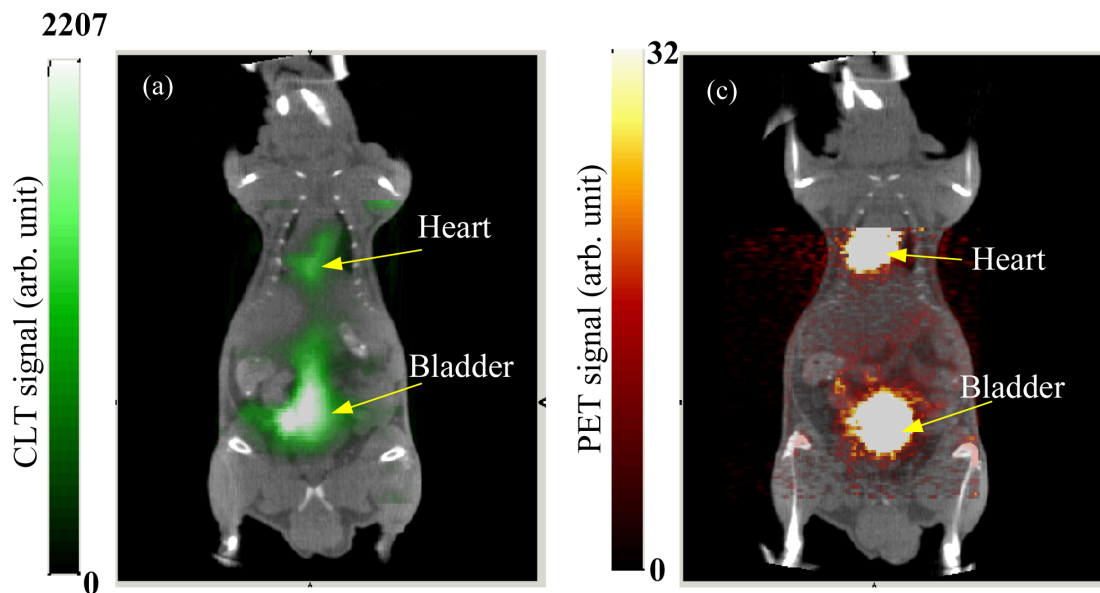 2207
CLT signal (arb. unit)
0
(a)
Heart
Bladder
32
PET signal (arb. unit)
0
(c)
Heart
Bladder